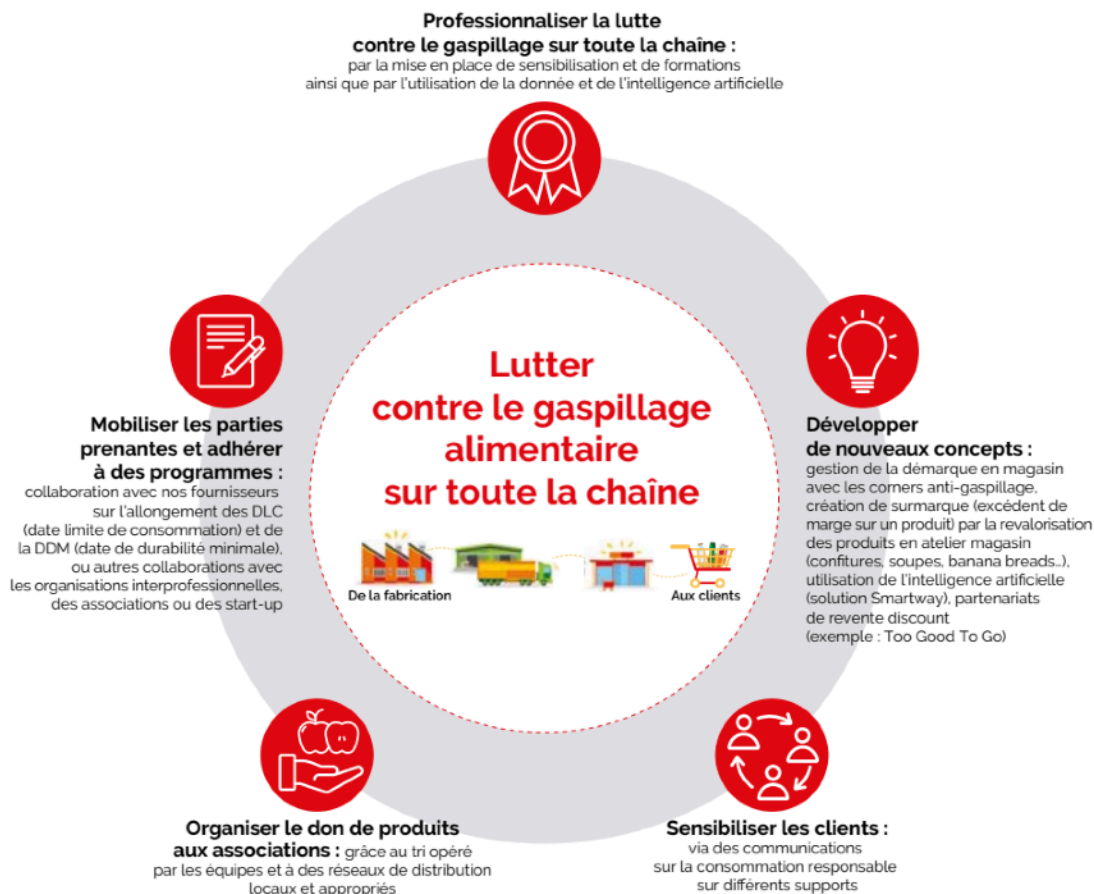 Professionnaliser la lutte
contre le gaspillage sur toute la chaîne :
par la mise en place de sensibilisation et de formations
ainsi que par l'utilisation de la donnée et de l'intelligence artificielle
Mobiliser les parties
prenantes et adhérer
à des programmes :
collaboration avec nos fournisseurs
sur l'allongement des DLC
(date limite de consommation) et de
la DDM (date de durabilité minimale),
ou autres collaborations avec
les organisations interprofessionnelles,
des associations ou des start-up
Lutter
contre le gaspillage
alimentaire
sur toute la chaîne
De la fabrication
Aux clients
Développer
de nouveaux concepts :
gestion de la démarque en magasin
avec les corners anti-gaspillage,
création de surmarque (excédent de
marge sur un produit) par la revalorisation
des produits en atelier magasin
(confitures, soupes, banana breads…),
utilisation de l'intelligence artificielle
(solution Smartway), partenariats
de revente discount
(exemple : Too Good To Go)
Organiser le don de produits
aux associations : grâce au tri opéré
par les équipes et à des réseaux de distribution
locaux et appropriés
Sensibiliser les clients :
via des communications
sur la consommation responsable
sur différents supports